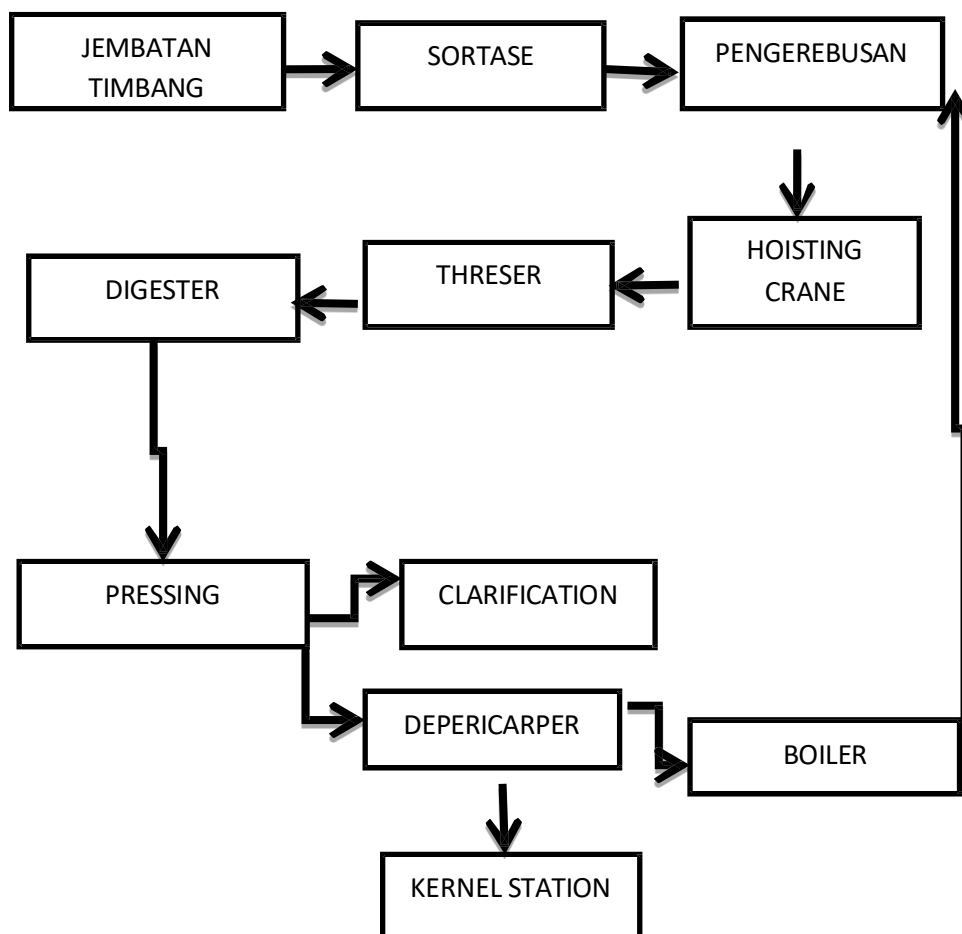 JEMBATAN
TIMBANG
SORTASE
PENGEREBUSAN
HOISTING
CRANE
THRESER
DIGESTER
PRESSING
CLARIFICATION
DEPERICARPER
BOILER
KERNEL STATION